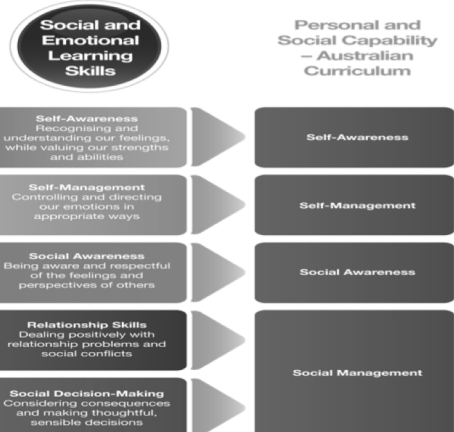 Social and
Emotional
Learning
Skills
Personal and
Social Capability
– Australian
Curriculum
Self-Awareness
Recognising and
understanding our feelings,
while valuing our strengths
and abilities
Self-Awareness
Self-Management
Controlling and directing
our emotions in
appropriate ways
Self-Management
Social Awareness
Being aware and respectful
of the feelings and
perspectives of others
Social Awareness
Relationship Skills
Dealing positively with
relationship problems and
social conflicts
Social Decision-Making
Considering consequences
and making thoughtful,
sensible decisions
Social Management